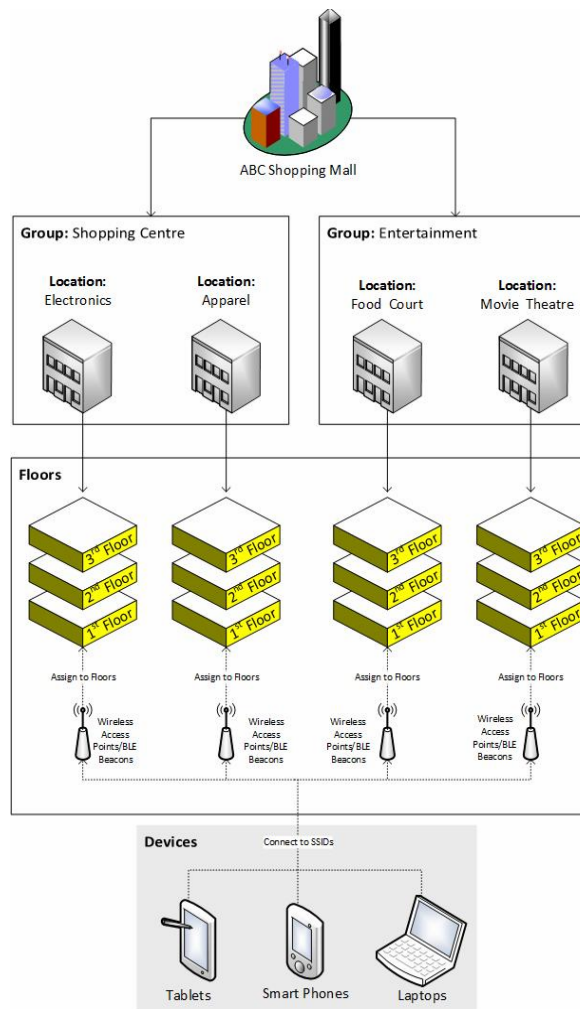 ABC Shopping Mall
Group: Shopping Centre
Group: Entertainment
Location:
Electronics
Location:
Apparel
Location:
Food Court
Location:
Movie Theatre
Floors
3rd Floor
2nd Floor
1st Floor
3rd Floor
2nd Floor
1st Floor
3rd Floor
2nd Floor
1st Floor
3rd Floor
2nd Floor
1st Floor
Assign to Floors
Assign to Floors
Assign to Floors
Assign to Floors
Wireless
Access
Points/BLE
Beacons
Wireless
Access
Points/BLE
Beacons
Wireless
Access
Points/BLE
Beacons
Wireless
Access
Points/BLE
Beacons
Devices
Connect to SSIDs
Tablets
Smart Phones
Laptops